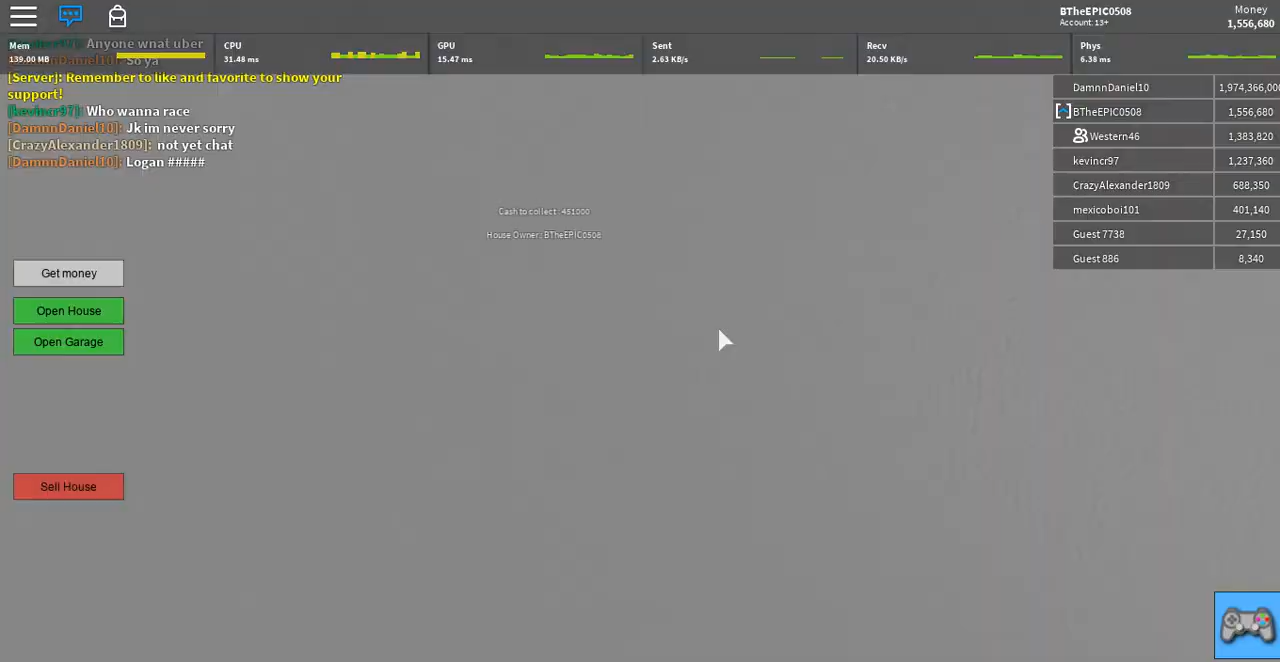 BTheEPIC0508
Account: 13+
Money
1,556,680
Mem
139.00 MB
CPU
31.48 ms
GPU
15.47 ms
Sent
2.63 KB/s
Recv
20.50 KB/s
Phys
6.38 ms
Anyone wnat uber
[DamnnDaniel10]: So ya
[Server]: Remember to like and favorite to show your
support!
[kevincr97]: Who wanna race
[DamnnDaniel10]: Jk im never sorry
[CrazyAlexander1809]: not yet chat
[DamnnDaniel10]: Logan #####
DamnnDaniel10 1,974,366,000
BTheEPIC0508 1,556,680
Western46 1,383,820
kevincr97 1,237,360
CrazyAlexander1809 688,350
mexicoboi101 401,140
Guest 7738 27,150
Guest 886 8,340
Cash to collect : 451000
House Owner: BTheEPIC0508
Get money
Open House
Open Garage
Sell House